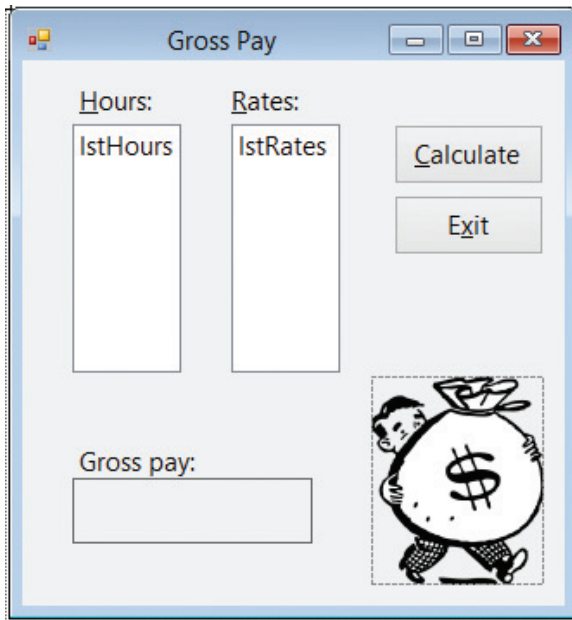 Gross Pay
Hours: Rates:
lstHours lstRates
Calculate
Exit
Gross pay:
$